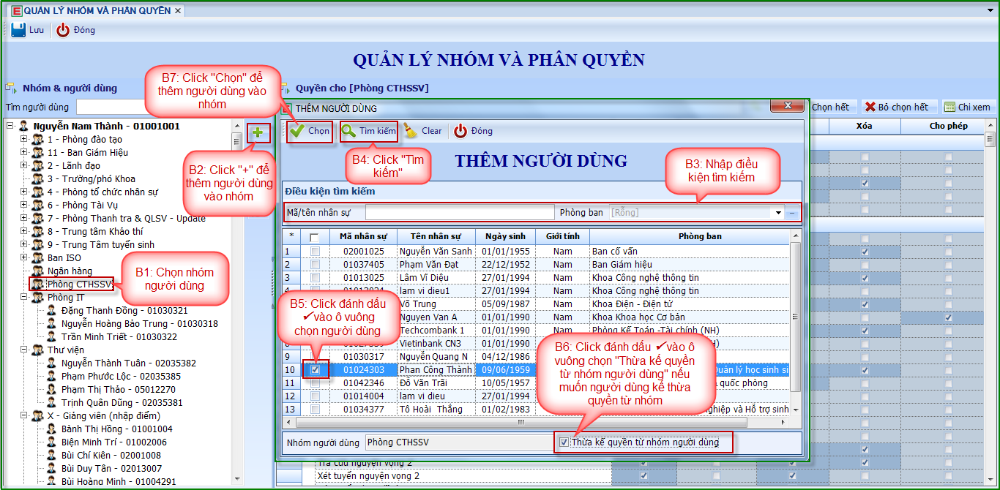 QUẢN LÝ NHÓM VÀ PHÂN QUYỀN
Lưu
Đóng
QUẢN LÝ NHÓM VÀ PHÂN QUYỀN
Nhóm & người dùng
Tìm người dùng
Nguyễn Nam Thành - 01001001
1 - Phòng đào tạo
11 - Ban Giám Hiệu
2 - Lãnh đạo
3 - Trưởng/phó Khoa
4 - Phòng tổ chức nhân sự
6 - Phòng Tài Vụ
7 - Phòng Thanh tra & QLSV - Update
8 - Trung tâm Khảo thí
9 - Trung Tâm tuyển sinh
Ban ISO
Ngân hàng
Phòng CTHSSV
Phòng IT
Đặng Thanh Đồng - 01030321
Nguyễn Hoàng Bảo Trung - 01030318
Trần Minh Triết - 01030322
Thư viện
Nguyễn Thành Tuân - 02035382
Phạm Phước Lộc - 02035385
Phạm Thị Thảo - 05012270
Trịnh Quân Dũng - 02035381
X - Giảng viên (nhập điểm)
Bành Thị Hồng - 01001004
Biện Minh Trí - 01002006
Bùi Chí Kiên - 02001008
Bùi Duy Tân - 02013007
Bùi Hoàng Minh - 01004291
B7: Click "Chọn" để
thêm người dùng vào
nhóm
B2: Click "+" để
thêm người dùng
vào nhóm
B1: Chọn nhóm
người dùng
Quyền cho [Phòng CTHSSV]
Chọn hết
Bỏ chọn hết
Chi xem
Xóa
Cho phép
THÊM NGƯỜI DÙNG
Chọn
Tìm kiếm
Clear
Đóng
B4: Click "Tìm
kiếm"
THÊM NGƯỜI DÙNG
B3: Nhập điều
kiện tìm kiếm
Điều kiện tìm kiếm
Mã/tên nhân sự
Phòng ban
[Rỗng]
* Mã nhân sự Tên nhân sự Ngày sinh Giới tính Phòng ban
1 02001025 Nguyễn Văn Sanh 01/01/1955 Nam Ban cố vấn
2 01037405 Phạm Văn Đạt 22/12/1952 Nam Ban Giám hiệu
3 01013025 Lâm Vĩ Diệu 27/01/1994 Nam Khoa Công nghệ thông tin
lam vi dieu1 27/01/1994 Nam Khoa Công nghệ thông tin
Võ Trung 05/09/1987 Nam Khoa Điện - Điện tử
Nguyen Van A 01/01/1990 Nam Khoa Khoa học Cơ bản
Techcombank 1 01/01/1990 Nam Phòng Kế Toán -Tài chính (NH)
Vietinbank CN3 01/01/1990
9 01030317 Nguyễn Quang N 04/12/1986
10 01024303 Phan Công Thành 09/06/1959 Quản lý học sinh si
11 01042346 Đỗ Văn Trãi 10/05/1957 quốc phòng
12 01014004 lam vi dieu 27/01/1994
13 01034377 Tô Hoài Thắng 01/02/1983 nghiệp và Hỗ trợ sinh
B5: Click đánh dấu
✓vào ô vuông
chọn người dùng
B6: Click đánh dấu ✓vào ô
vuông chọn "Thừa kế quyền
từ nhóm người dùng" nếu
muốn người dùng kế thừa
quyền từ nhóm
Nhóm người dùng
Phòng CTHSSV
Thừa kế quyền từ nhóm người dùng
Tra cứu nguyện vọng 2
Xét tuyển nguyện vọng 2